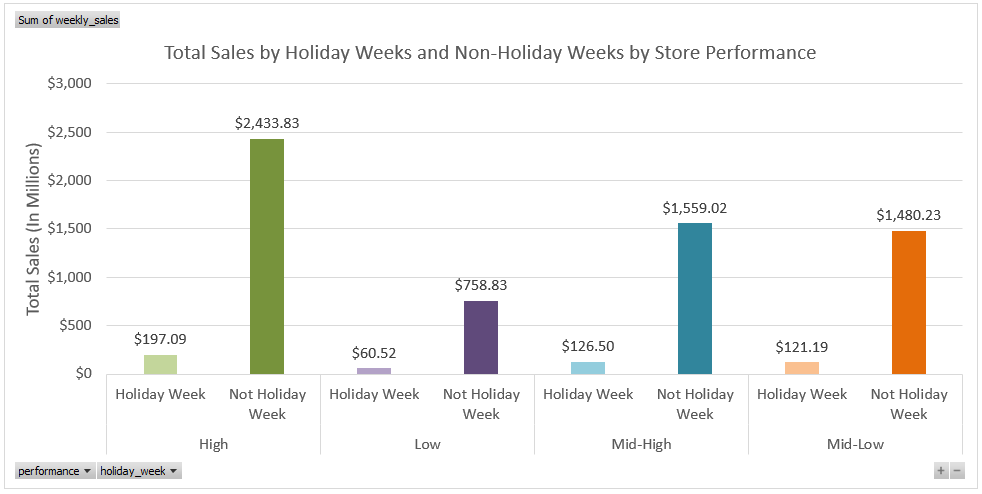 Sum of weekly_sales
Total Sales by Holiday Weeks and Non-Holiday Weeks by Store Performance
Total Sales (In Millions)
$3,000
$2,500
$2,000
$1,500
$1,000
$500
$0
$197.09
$2,433.83
$60.52
$758.83
$126.50
$1,559.02
$121.19
$1,480.23
Holiday Week
Not Holiday
Week
Holiday Week
Not Holiday
Week
Holiday Week
Not Holiday
Week
Holiday Week
Not Holiday
Week
High
Low
Mid-High
Mid-Low
performance
holiday_week
+ −